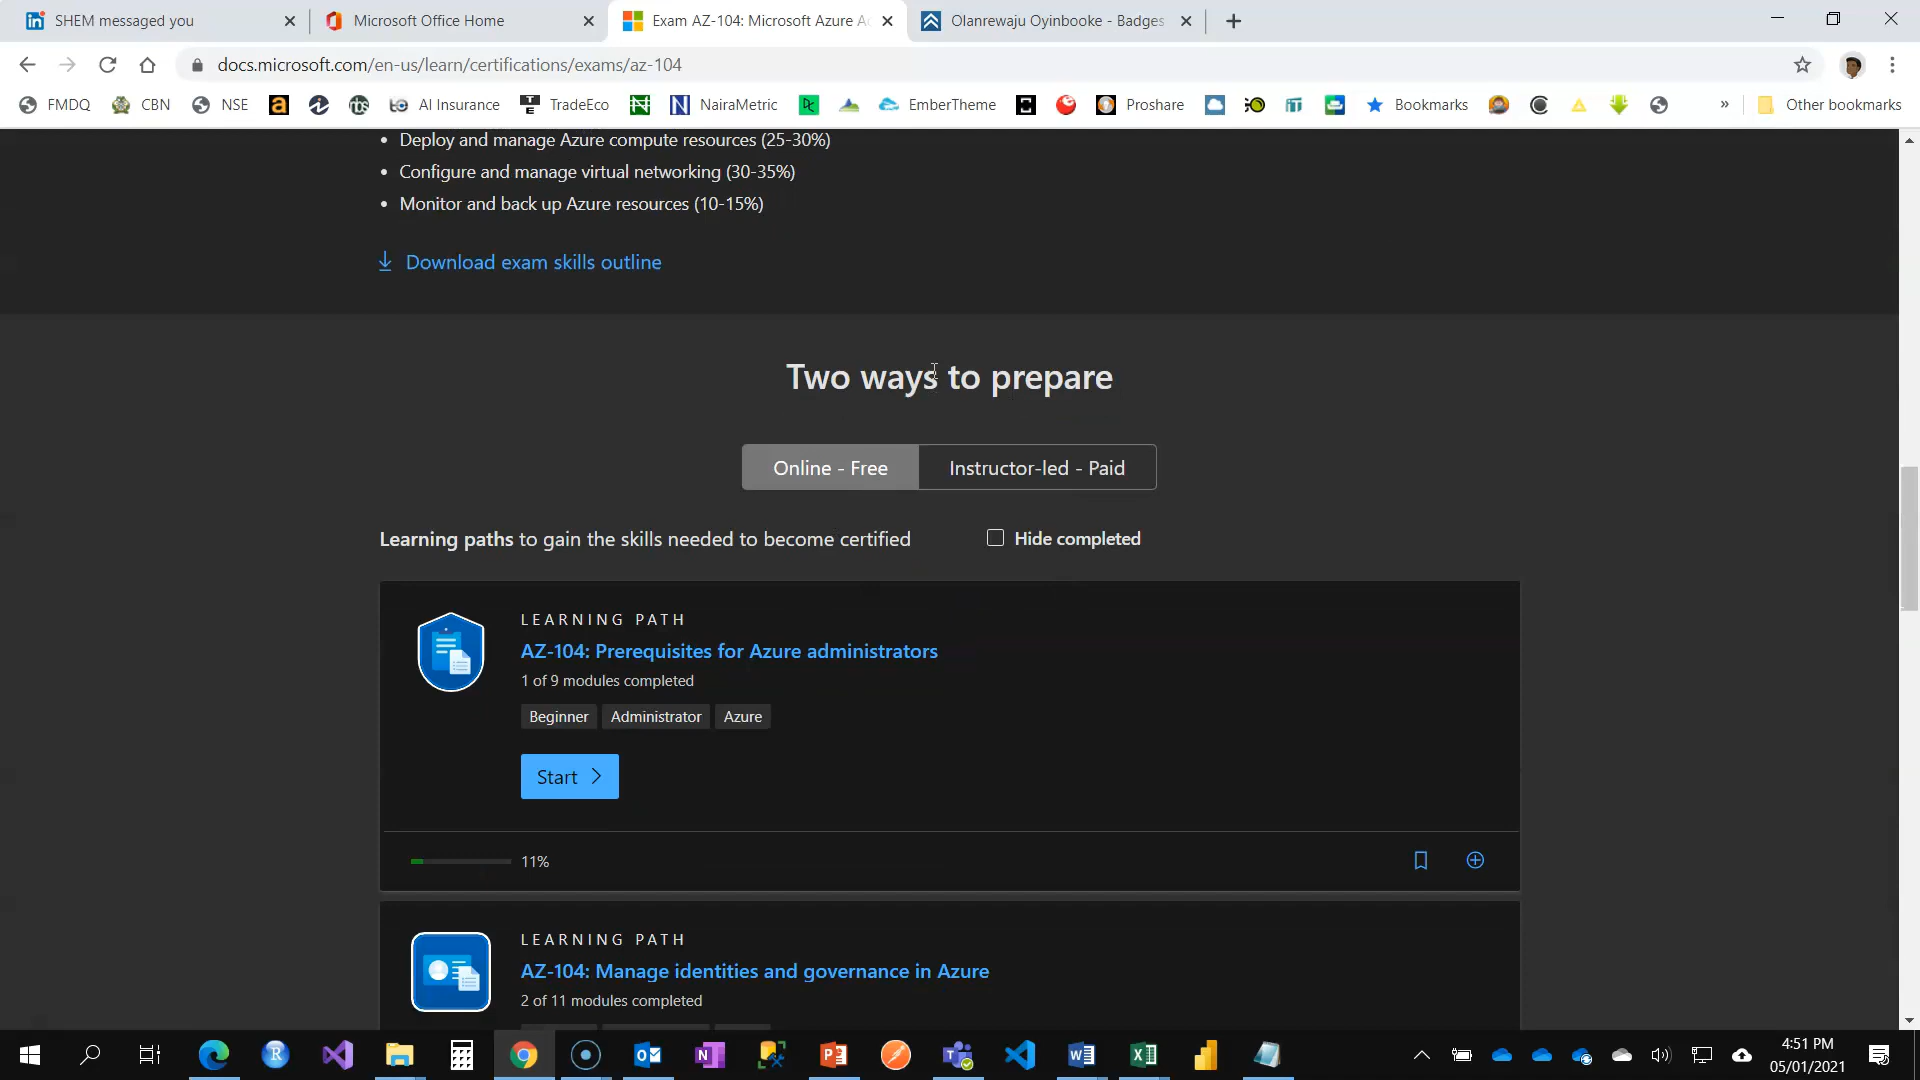 SHEM messaged you
Microsoft Office Home
Exam AZ-104: Microsoft Azure A
Olanrewaju Oyinbooke - Badges
docs.microsoft.com/en-us/learn/certifications/exams/az-104
FMDQ
CBN
NSE
AI Insurance
TradeEco
NairaMetric
EmberTheme
Proshare
Bookmarks
»
Other bookmarks
• Deploy and manage Azure compute resources (25-30%)
• Configure and manage virtual networking (30-35%)
• Monitor and back up Azure resources (10-15%)
Download exam skills outline
Two ways to prepare
Online - Free
Instructor-led - Paid
Learning paths to gain the skills needed to become certified
Hide completed
LEARNING PATH
AZ-104: Prerequisites for Azure administrators
1 of 9 modules completed
Beginner
Administrator
Azure
Start
11%
LEARNING PATH
AZ-104: Manage identities and governance in Azure
2 of 11 modules completed
4:51 PM
05/01/2021